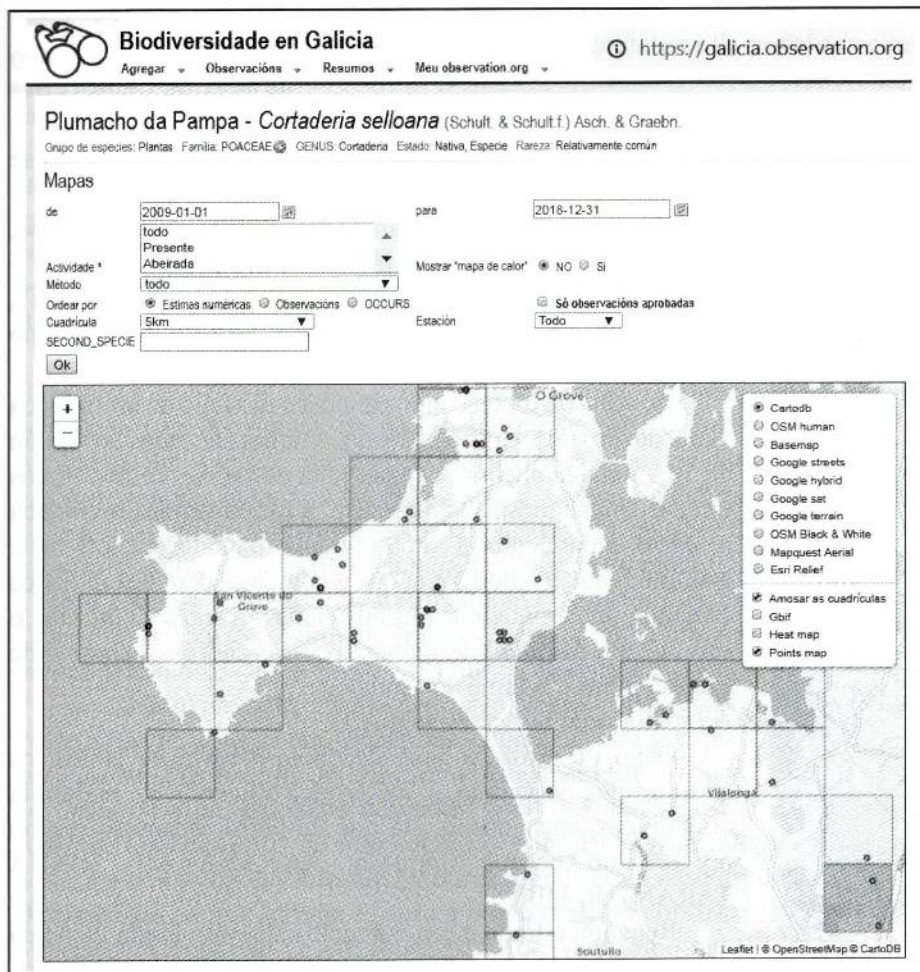 Biodiversidade en Galicia
https://galicia.observation.org
Agregar Observacións Resumos Meu observation.org
Plumacho da Pampa - Cortaderia selloana (Schult. & Schult.f.) Asch. & Graebn.
Grupo de especies: Plantas Familia: POACEAE GENUS: Cortaderia Estado: Nativa, Especie Rareza: Relativamente común
Mapas
de 2009-01-01 para 2018-12-31
todo
Presente
Actividade * Abeirada Mostrar "mapa de calor" NO Si
Método todo
Ordear por Estimas numéricas Observacións OCCURS Só observacións aprobadas
Cuadrícula 5km Estación Todo
SECOND_SPECIE
Ok
+
-
O Grove
San Vicente do
Grove
Vilalonga
Soutullo
Cartodb
OSM human
Basemap
Google streets
Google hybrid
Google sat
Google terrain
OSM Black & White
Mapquest Aerial
Esri Relief
Amosar as cuadrículas
Gbif
Heat map
Points map
Leaflet | © OpenStreetMap © CartoDB